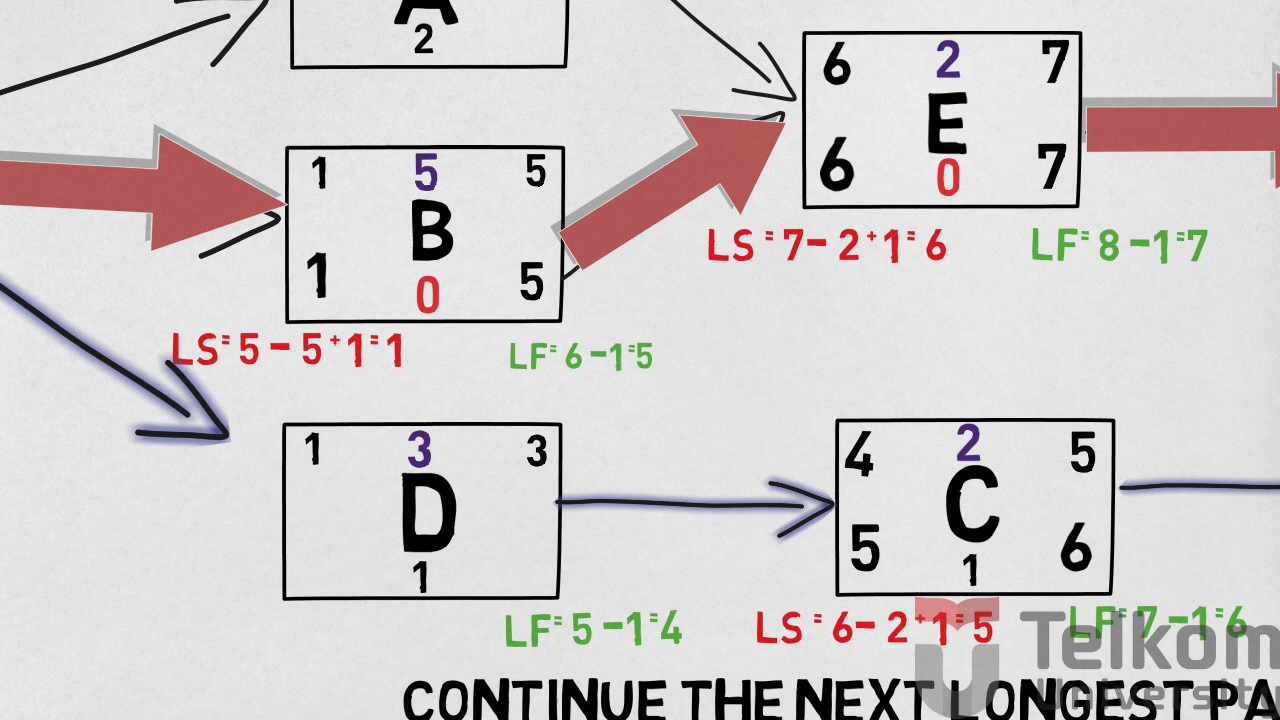 A
2
6 2 7
E
6 0 7
LS=7-2+1=6
LF=8-1=7
1 5 5
B
1 0 5
LS=5-5+1=1
LF=6-1=5
1 3 3
D
1
LF=5-1=4
4 2 5
C
5 1 6
LS=6-2+1=5
LF=7-1=6
Telkom
University
CONTINUE THE NEXT LONGEST PA